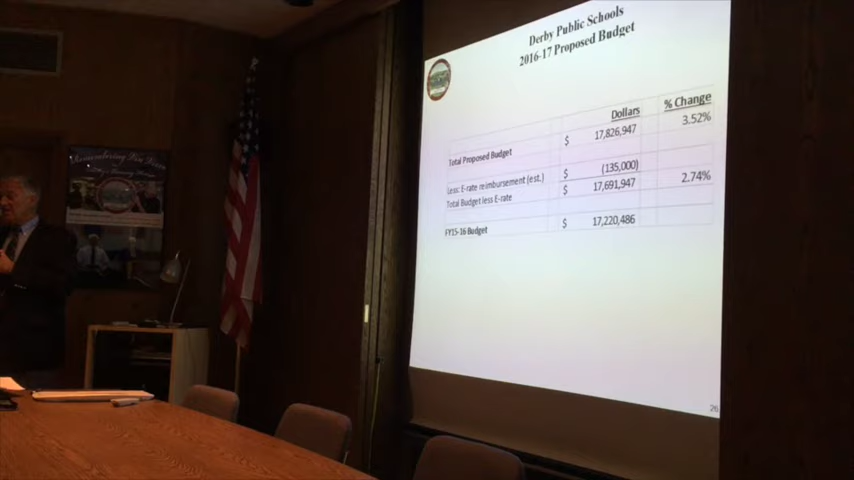 Derby Public Schools
2016-17 Proposed Budget
Dollars % Change
Total Proposed Budget $ 17,826,947 3.52%
Less: E-rate reimbursement (est.) $ (135,000)
Total Budget less E-rate $ 17,691,947 2.74%
FY15-16 Budget $ 17,220,486
26